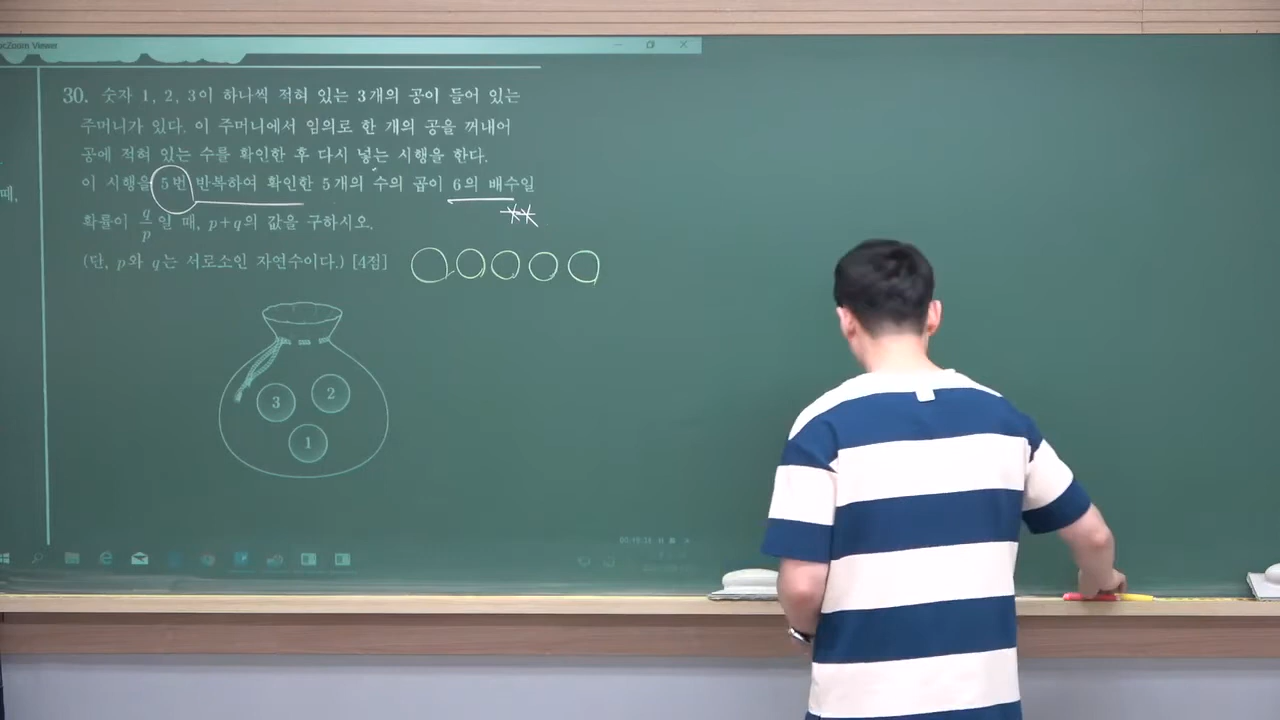 Zoom Viewer
30. 숫자 1, 2, 3이 하나씩 적혀 있는 3개의 공이 들어 있는
주머니가 있다. 이 주머니에서 임의로 한 개의 공을 꺼내어
공에 적혀 있는 수를 확인한 후 다시 넣는 시행을 한다.
이 시행을 5번 반복하여 확인한 5개의 수의 곱이 6의 배수일
때,
확률이 q/p일 때, p+q의 값을 구하시오.
(단, p와 q는 서로소인 자연수이다.) [4점]
3
2
1